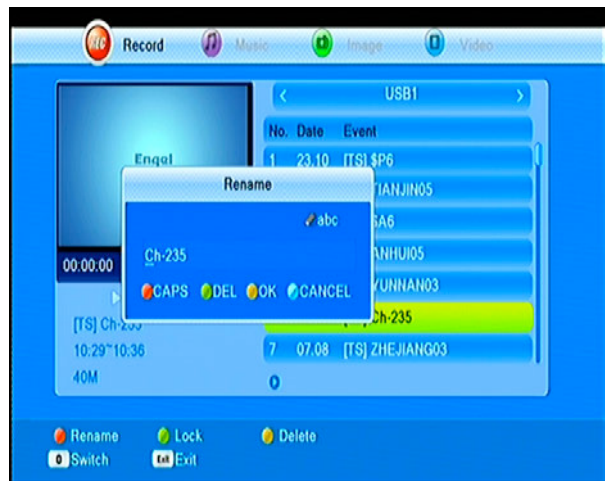 REC Record Music Image Video
USB1
No. Date Event
Engel
1 23.10 [TS] $P6
TIANJIN05
SA6
ANHUI05
YUNNAN03
Ch-235
7 07.08 [TS] ZHEJIANG03
Rename
abc
Ch-235
CAPS DEL OK CANCEL
00:00:00
[TS] Ch-235
10:29~10:36
40M
Rename Lock Delete
0 Switch Exit Exit